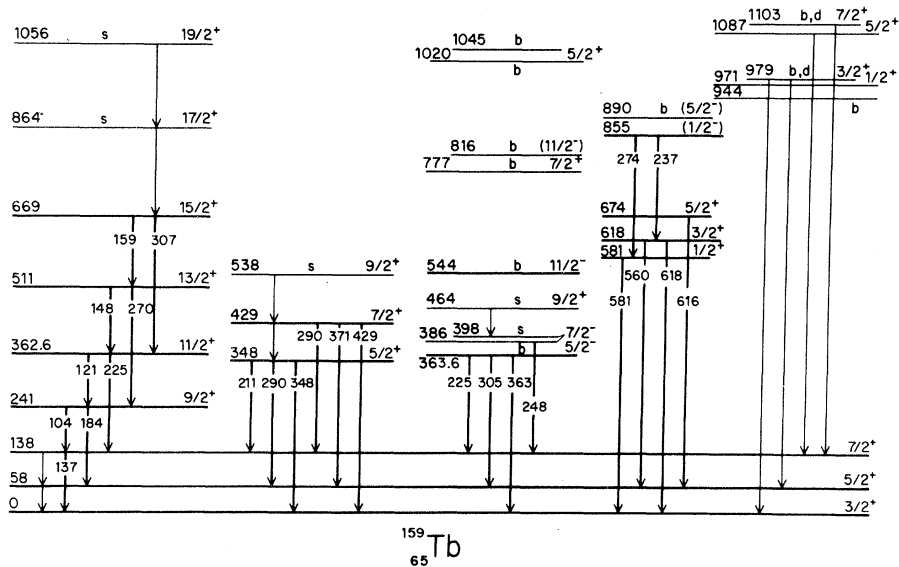 1103 b,d 7/2+
1087 5/2+
1056 s 19/2+
1045 b
1020 5/2+
b
979 b,d 3/2+
971 1/2+
944
b
890 b (5/2-)
864 s 17/2+
855 (1/2-)
274 237
816 b (11/2-)
777 b 7/2+
669 15/2+
674 5/2+
159 307
618 3/2+
581 1/2+
538 s 9/2+
544 b 11/2-
560 618
511 13/2+
148 270
464 s 9/2+
581 616
429 7/2+
290 371 429
386 398 s 7/2-
b 5/2-
362.6 11/2+
348 5/2+
363.6
121 225
211 290 348
225 305 363
248
241 9/2+
104 184
138 7/2+
137
58 5/2+
0 3/2+
159
65Tb